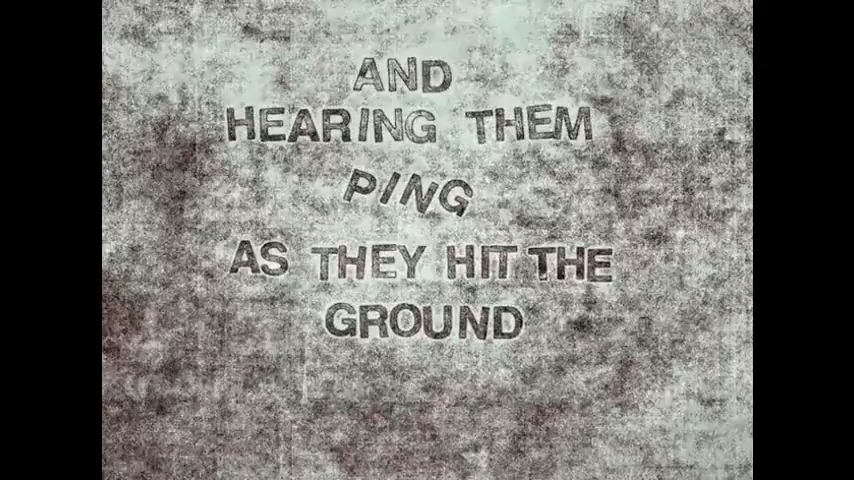 AND
HEARING THEM
PING
AS THEY HIT THE
GROUND